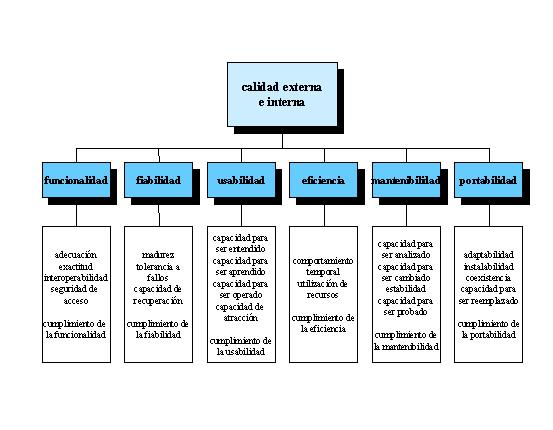 calidad externa
e interna
funcionalidad
fiabilidad
usabilidad
eficiencia
mantenibilidad
portabilidad
adecuación
exactitud
interoperabilidad
seguridad de
acceso
cumplimiento de
la funcionalidad
madurez
tolerancia a
fallos
capacidad de
recuperación
cumplimiento de
la fiabilidad
capacidad para
ser entendido
capacidad para
ser aprendido
capacidad para
ser operado
capacidad de
atracción
cumplimiento de
la usabilidad
comportamiento
temporal
utilización de
recursos
cumplimiento de
la eficiencia
capacidad para
ser analizado
capacidad para
ser cambiado
estabilidad
capacidad para
ser probado
cumplimiento de
la mantenibilidad
adaptabilidad
instalabilidad
coexistencia
capacidad para
ser reemplazado
cumplimiento de
la portabilidad